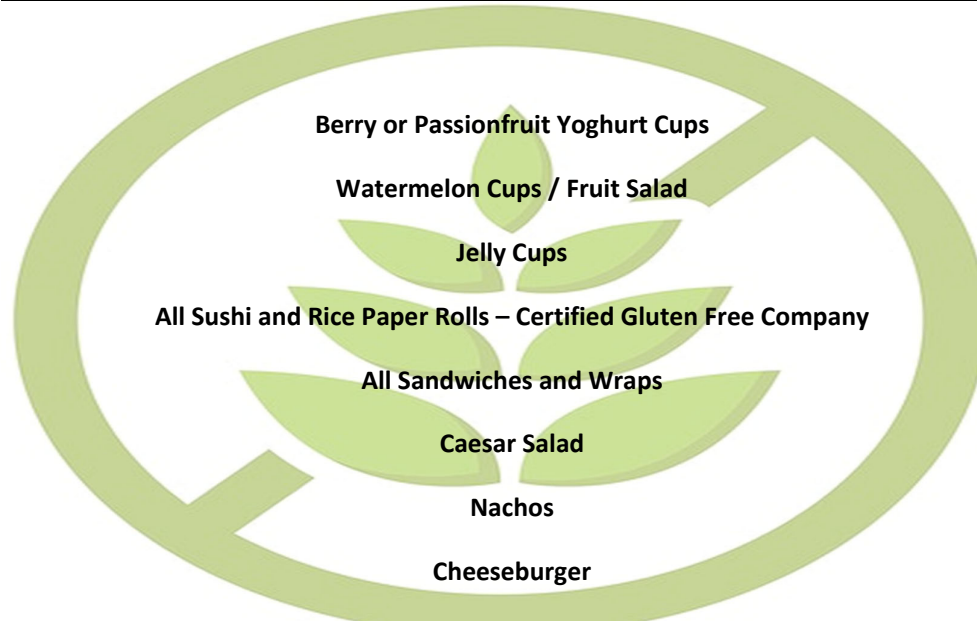 Berry or Passionfruit Yoghurt Cups
Watermelon Cups / Fruit Salad
Jelly Cups
All Sushi and Rice Paper Rolls – Certified Gluten Free Company
All Sandwiches and Wraps
Caesar Salad
Nachos
Cheeseburger